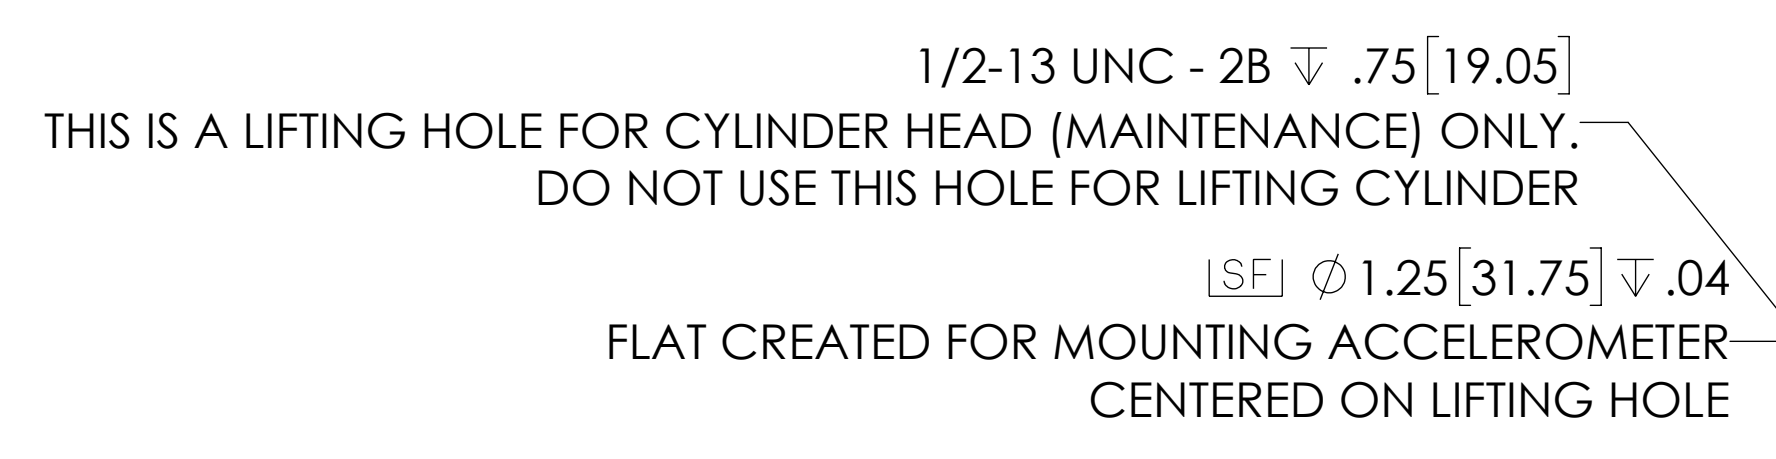 1/2-13 UNC - 2B ↧ .75[19.05]
THIS IS A LIFTING HOLE FOR CYLINDER HEAD (MAINTENANCE) ONLY.
DO NOT USE THIS HOLE FOR LIFTING CYLINDER
⌊SF⌋ ⌀1.25[31.75] ↧ .04
FLAT CREATED FOR MOUNTING ACCELEROMETER
CENTERED ON LIFTING HOLE